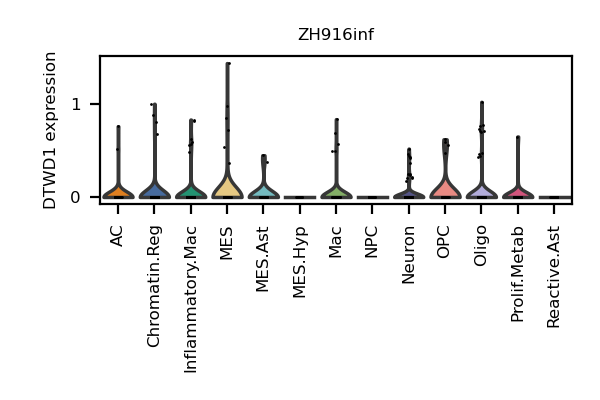 ZH916inf
DTWD1 expression
1
0
AC
Chromatin.Reg
Inflammatory.Mac
MES
MES.Ast
MES.Hyp
Mac
NPC
Neuron
OPC
Oligo
Prolif.Metab
Reactive.Ast